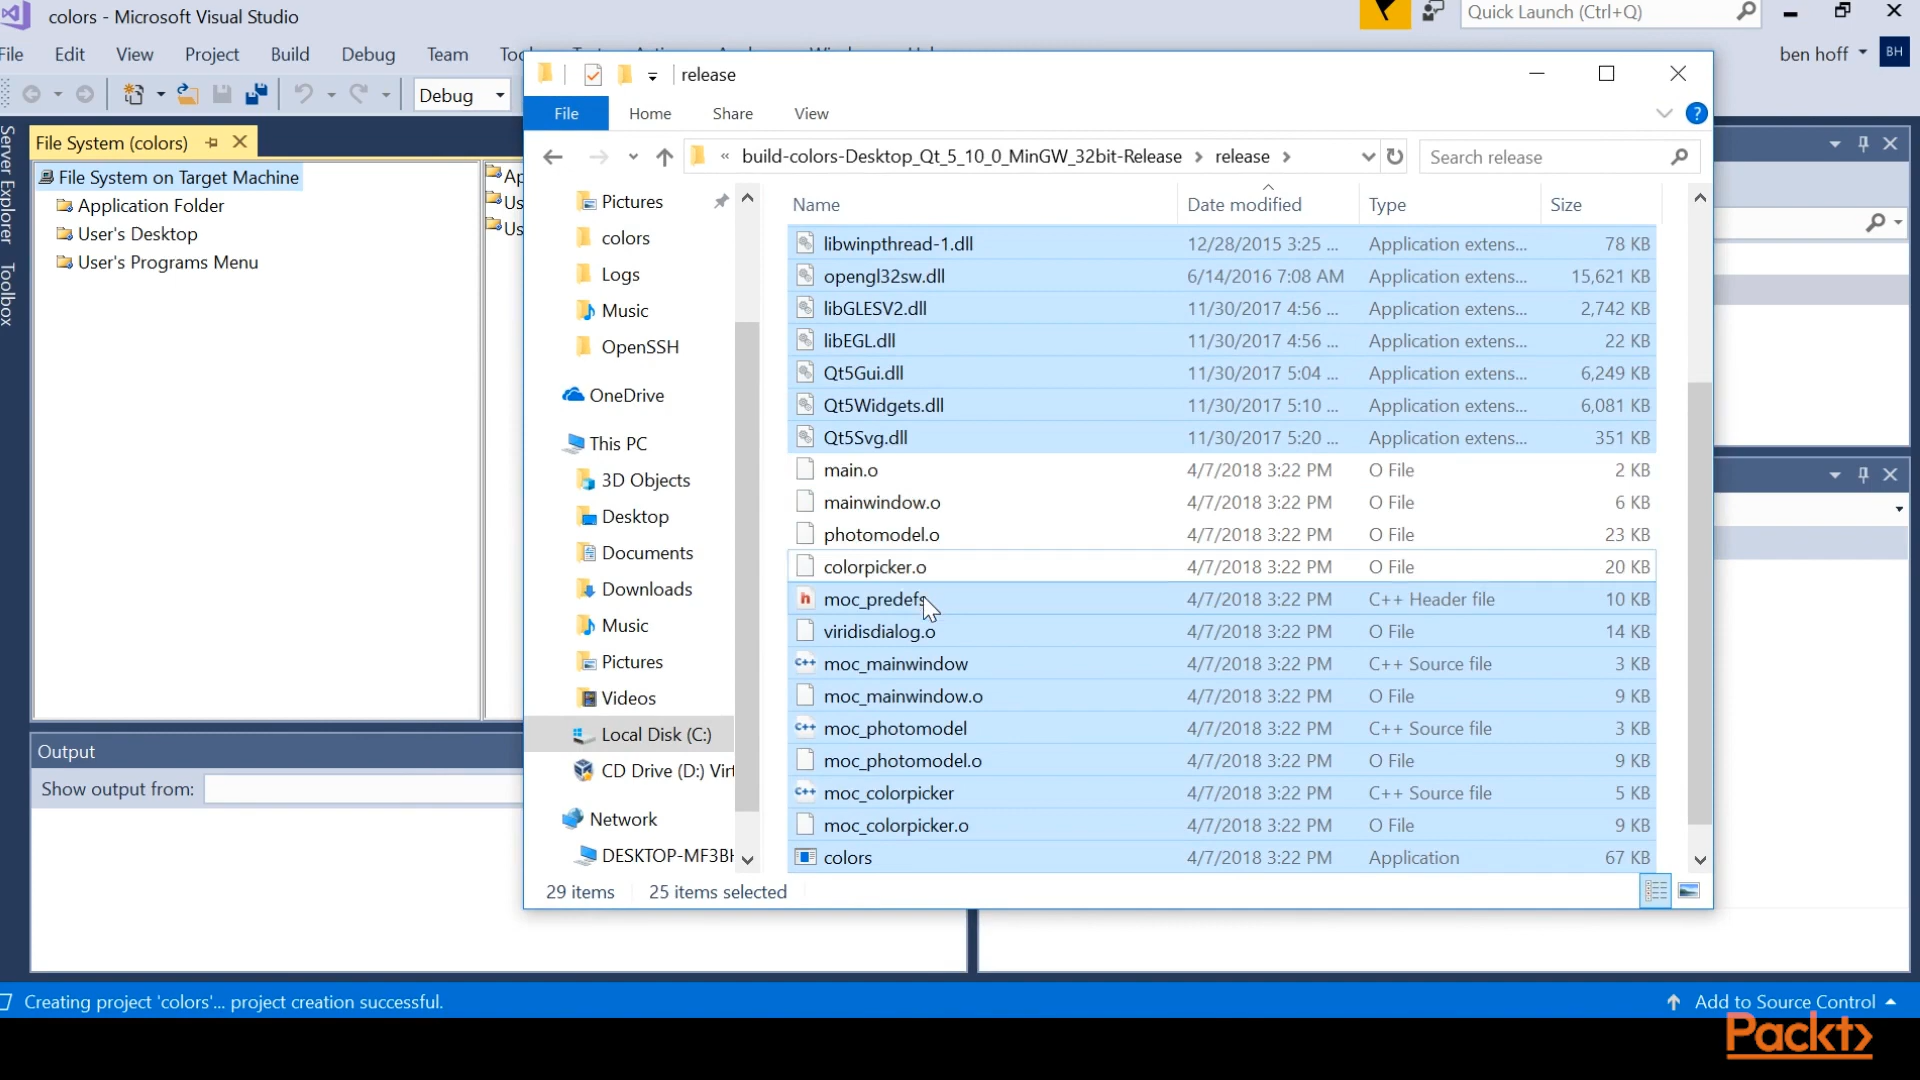 colors - Microsoft Visual Studio
Quick Launch (Ctrl+Q)
File Edit View Project Build Debug Team
ben hoff
BH
Debug
release
File Home Share View
build-colors-Desktop_Qt_5_10_0_MinGW_32bit-Release > release >
Search release
Server Explorer
Toolbox
File System (colors)
File System on Target Machine
Application Folder
User's Desktop
User's Programs Menu
Ap
Us
Us
Pictures
colors
Logs
Music
OpenSSH
OneDrive
This PC
3D Objects
Desktop
Documents
Downloads
Music
Pictures
Videos
Local Disk (C:)
CD Drive (D:) Virt
Network
DESKTOP-MF3BH
Name Date modified Type Size
libwinpthread-1.dll 12/28/2015 3:25 ... Application extens... 78 KB
opengl32sw.dll 6/14/2016 7:08 AM Application extens... 15,621 KB
libGLESV2.dll 11/30/2017 4:56 ... Application extens... 2,742 KB
libEGL.dll 11/30/2017 4:56 ... Application extens... 22 KB
Qt5Gui.dll 11/30/2017 5:04 ... Application extens... 6,249 KB
Qt5Widgets.dll 11/30/2017 5:10 ... Application extens... 6,081 KB
Qt5Svg.dll 11/30/2017 5:20 ... Application extens... 351 KB
main.o 4/7/2018 3:22 PM O File 2 KB
mainwindow.o 4/7/2018 3:22 PM O File 6 KB
photomodel.o 4/7/2018 3:22 PM O File 23 KB
colorpicker.o 4/7/2018 3:22 PM O File 20 KB
moc_predefs 4/7/2018 3:22 PM C++ Header file 10 KB
viridisdialog.o 4/7/2018 3:22 PM O File 14 KB
moc_mainwindow 4/7/2018 3:22 PM C++ Source file 3 KB
moc_mainwindow.o 4/7/2018 3:22 PM O File 9 KB
moc_photomodel 4/7/2018 3:22 PM C++ Source file 3 KB
moc_photomodel.o 4/7/2018 3:22 PM O File 9 KB
moc_colorpicker 4/7/2018 3:22 PM C++ Source file 5 KB
moc_colorpicker.o 4/7/2018 3:22 PM O File 9 KB
colors 4/7/2018 3:22 PM Application 67 KB
29 items 25 items selected
Output
Show output from:
Creating project 'colors'... project creation successful.
Add to Source Control
Packt>